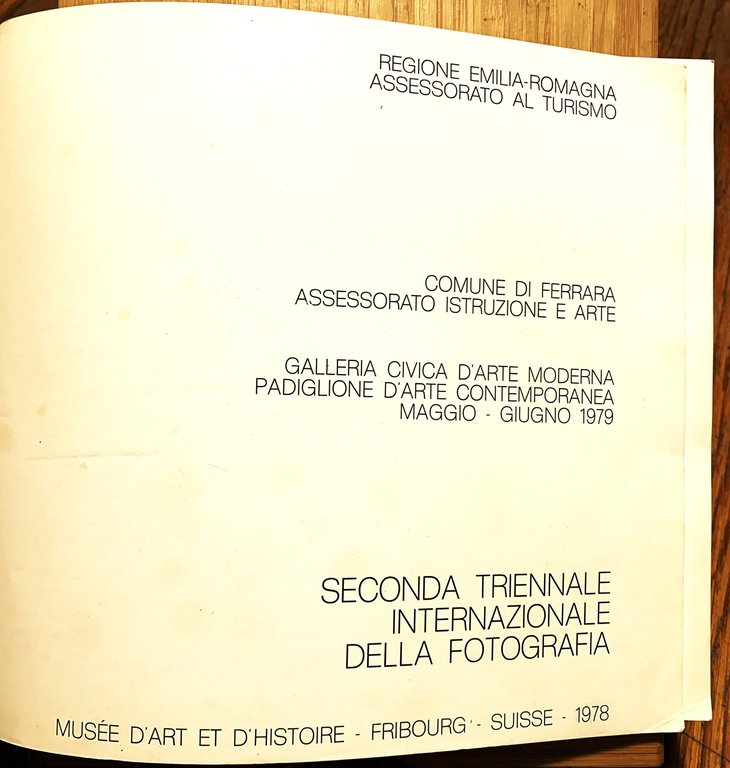 REGIONE EMILIA-ROMAGNA
ASSESSORATO AL TURISMO
COMUNE DI FERRARA
ASSESSORATO ISTRUZIONE E ARTE
GALLERIA CIVICA D'ARTE MODERNA
PADIGLIONE D'ARTE CONTEMPORANEA
MAGGIO - GIUGNO 1979
SECONDA TRIENNALE
INTERNAZIONALE
DELLA FOTOGRAFIA
MUSÉE D'ART ET D'HISTOIRE - FRIBOURG - SUISSE - 1978